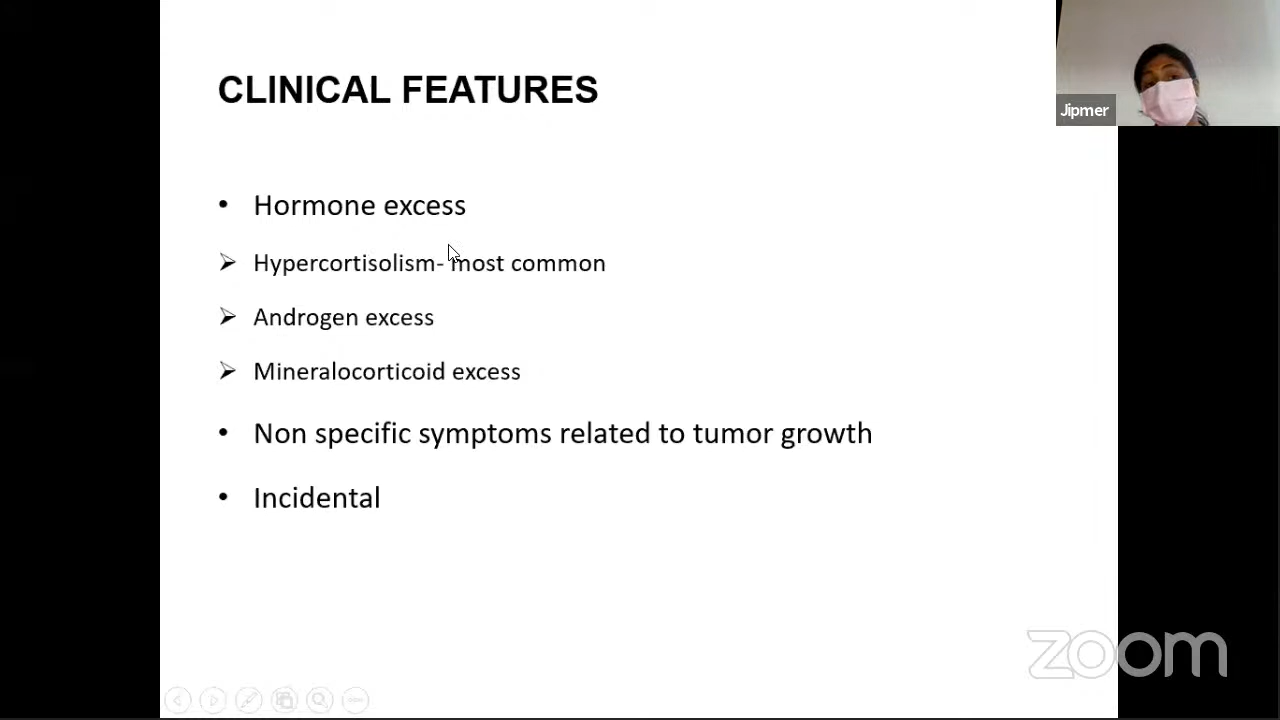 CLINICAL FEATURES
Jipmer
• Hormone excess
➢ Hypercortisolism- most common
➢ Androgen excess
➢ Mineralocorticoid excess
• Non specific symptoms related to tumor growth
• Incidental
zoom